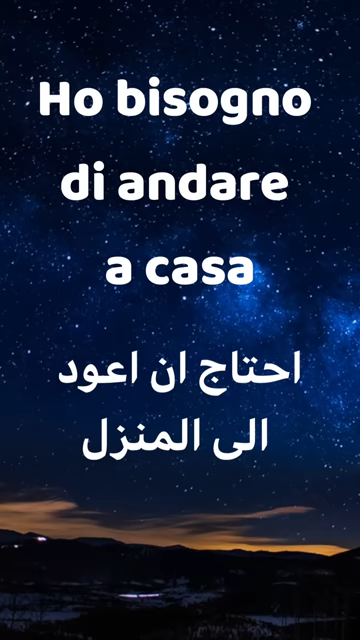 Ho bisogno
di andare
a casa
احتاج ان اعود
الى المنزل